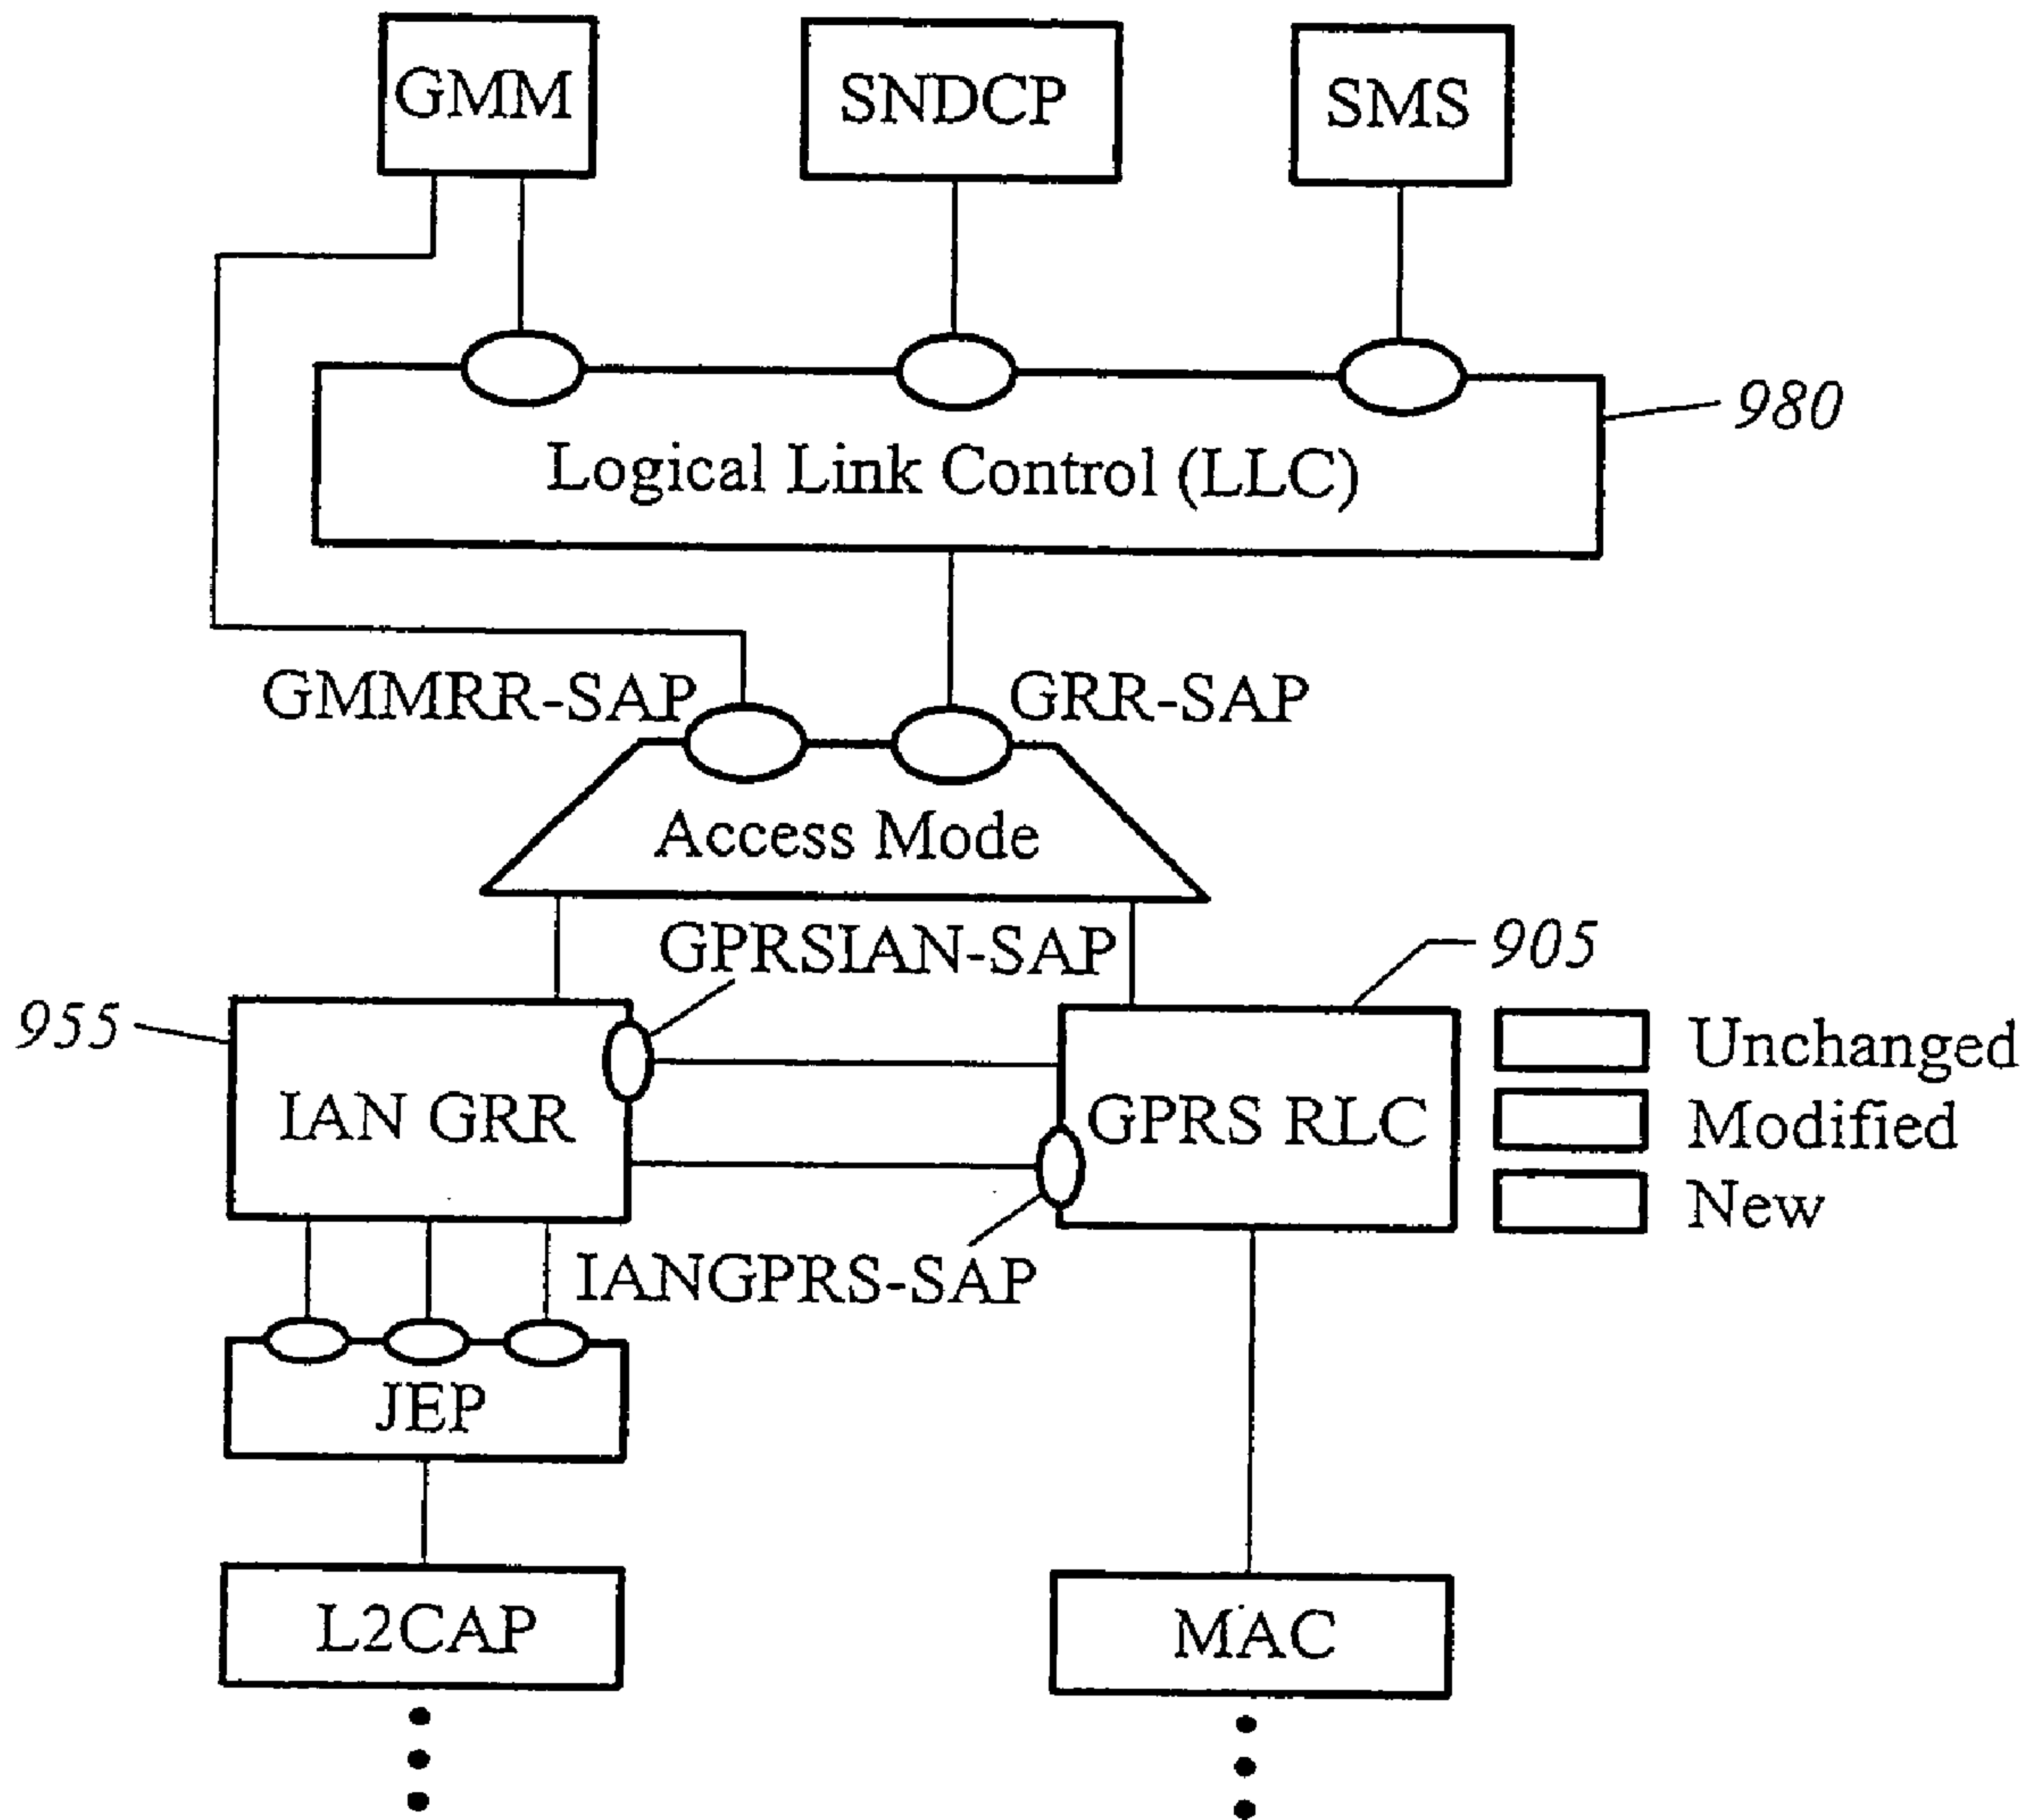 GMM
SNDCP
SMS
980
Logical Link Control (LLC)
GMMRR-SAP
GRR-SAP
Access Mode
GPRSIAN-SAP
905
955
Unchanged
IAN GRR
GPRS RLC
Modified
New
IANGPRS-SAP
JEP
L2CAP
MAC